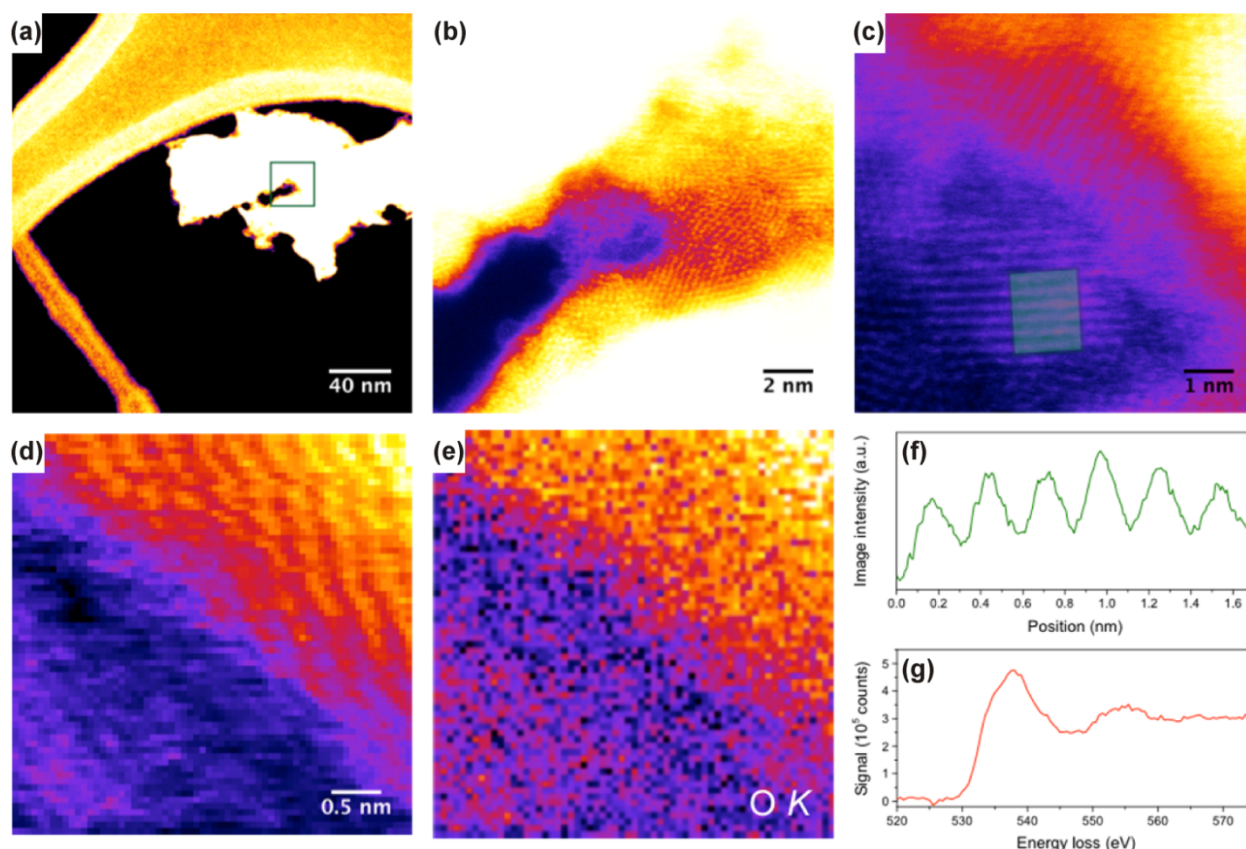 (a)
40 nm
(b)
2 nm
(c)
1 nm
(d)
0.5 nm
(e)
O K
(f)
Image intensity (a.u.)
0.0 0.2 0.4 0.6 0.8 1.0 1.2 1.4 1.6
Position (nm)
(g)
Signal (10⁵ counts)
5
4
3
2
1
0
520 530 540 550 560 570
Energy loss (eV)